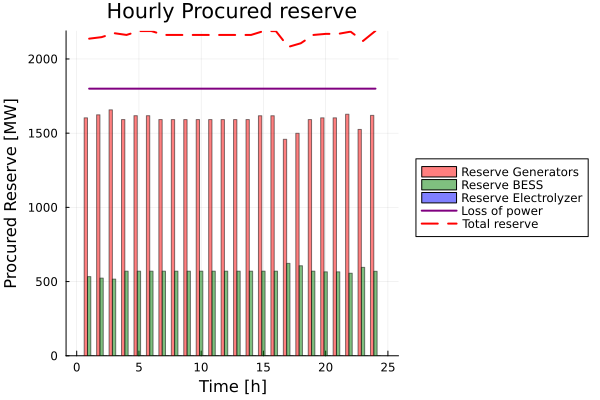 Hourly Procured reserve
Procured Reserve [MW]
2000
1500
1000
500
0
0 5 10 15 20 25
Time [h]
Reserve Generators
Reserve BESS
Reserve Electrolyzer
Loss of power
Total reserve